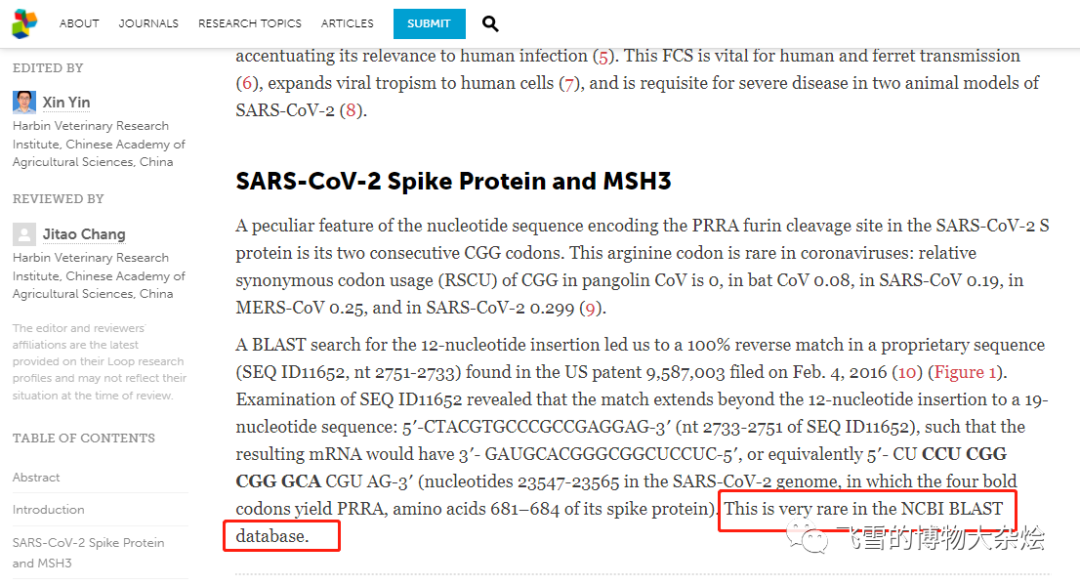 ABOUT JOURNALS RESEARCH TOPICS ARTICLES SUBMIT
EDITED BY
Xin Yin
Harbin Veterinary Research
Institute, Chinese Academy of
Agricultural Sciences, China
REVIEWED BY
Jitao Chang
Harbin Veterinary Research
Institute, Chinese Academy of
Agricultural Sciences, China
The editor and reviewers'
affiliations are the latest
provided on their Loop research
profiles and may not reflect their
situation at the time of review.
TABLE OF CONTENTS
Abstract
Introduction
SARS-CoV-2 Spike Protein
and MSH3
accentuating its relevance to human infection (5). This FCS is vital for human and ferret transmission
(6), expands viral tropism to human cells (7), and is requisite for severe disease in two animal models of
SARS-CoV-2 (8).
SARS-CoV-2 Spike Protein and MSH3
A peculiar feature of the nucleotide sequence encoding the PRRA furin cleavage site in the SARS-CoV-2 S
protein is its two consecutive CGG codons. This arginine codon is rare in coronaviruses: relative
synonymous codon usage (RSCU) of CGG in pangolin CoV is 0, in bat CoV 0.08, in SARS-CoV 0.19, in
MERS-CoV 0.25, and in SARS-CoV-2 0.299 (9).
A BLAST search for the 12-nucleotide insertion led us to a 100% reverse match in a proprietary sequence
(SEQ ID11652, nt 2751-2733) found in the US patent 9,587,003 filed on Feb. 4, 2016 (10) (Figure 1).
Examination of SEQ ID11652 revealed that the match extends beyond the 12-nucleotide insertion to a 19-
nucleotide sequence: 5′-CTACGTGCCCGCCGAGGAG-3′ (nt 2733-2751 of SEQ ID11652), such that the
resulting mRNA would have 3′- GAUGCACGGGCGGCUCCUC-5′, or equivalently 5′- CU CCU CGG
CGG GCA CGU AG-3′ (nucleotides 23547-23565 in the SARS-CoV-2 genome, in which the four bold
codons yield PRRA, amino acids 681–684 of its spike protein). This is very rare in the NCBI BLAST
database.
飞雪的博物大杂烩